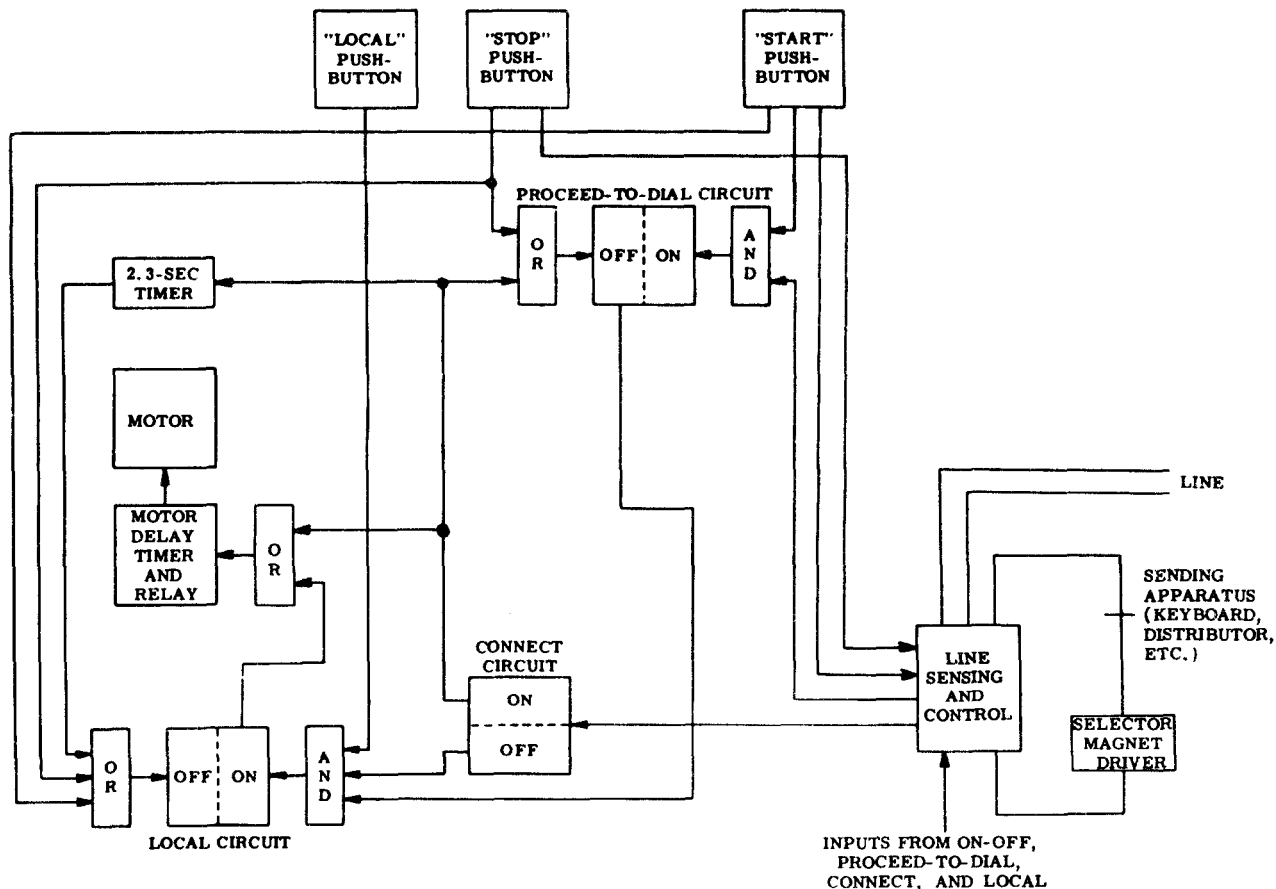 "LOCAL"
PUSH-
BUTTON
"STOP"
PUSH-
BUTTON
"START"
PUSH-
BUTTON
PROCEED-TO-DIAL CIRCUIT
O
R
OFF
ON
A
N
D
2.3-SEC
TIMER
MOTOR
MOTOR
DELAY
TIMER
AND
RELAY
O
R
LINE
SENDING
APPARATUS
(KEYBOARD,
DISTRIBUTOR,
ETC.)
CONNECT
CIRCUIT
ON
OFF
LINE
SENSING
AND
CONTROL
SELECTOR
MAGNET
DRIVER
O
R
OFF
ON
A
N
D
LOCAL CIRCUIT
INPUTS FROM ON-OFF,
PROCEED-TO-DIAL,
CONNECT, AND LOCAL